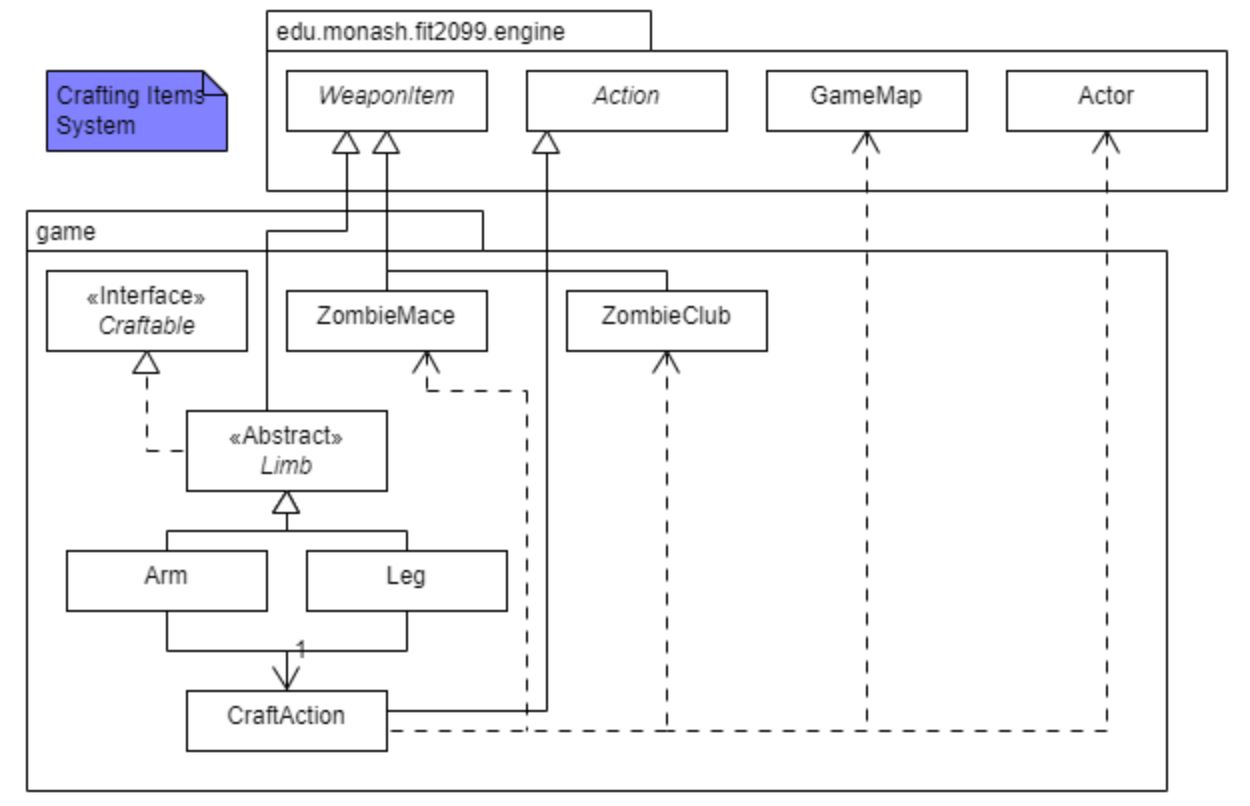 edu.monash.fit2099.engine
Crafting Items
System
WeaponItem
Action
GameMap
Actor
game
«Interface»
Craftable
ZombieMace
ZombieClub
«Abstract»
Limb
Arm
Leg
1
CraftAction